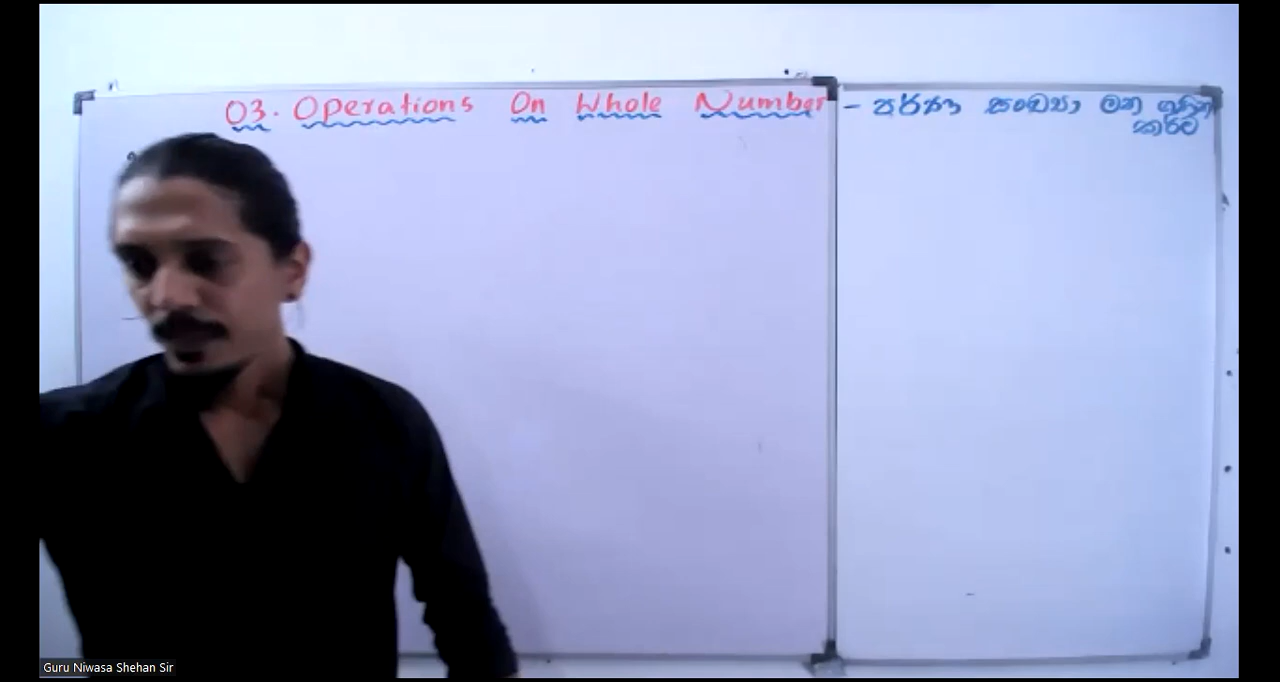 03. Operations On Whole Number - පූර්ණ සංඛ්‍යා මත ගණිත
කර්ම
Guru Niwasa Shehan Sir